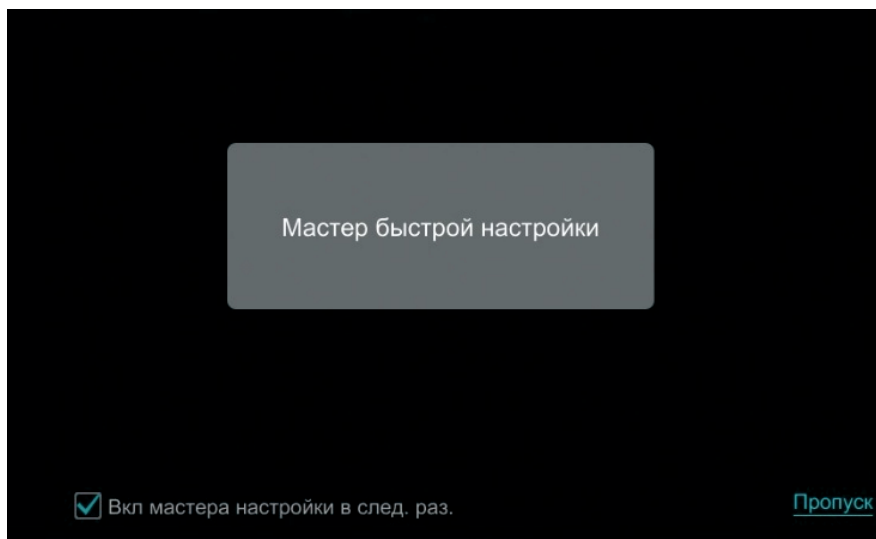 Мастер быстрой настройки
Вкл мастера настройки в след. раз.
Пропуск